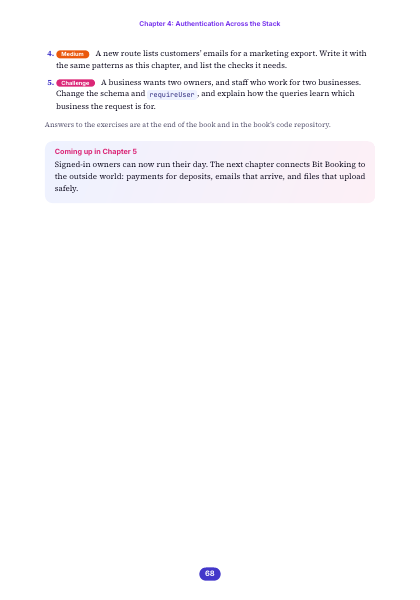 Chapter 4: Authentication Across the Stack
4. Medium A new route lists customers' emails for a marketing export. Write it with
the same patterns as this chapter, and list the checks it needs.
5. Challenge A business wants two owners, and staff who work for two businesses.
Change the schema and requireUser, and explain how the queries learn which
business the request is for.
Answers to the exercises are at the end of the book and in the book's code repository.
Coming up in Chapter 5
Signed-in owners can now run their day. The next chapter connects Bit Booking to
the outside world: payments for deposits, emails that arrive, and files that upload
safely.
68